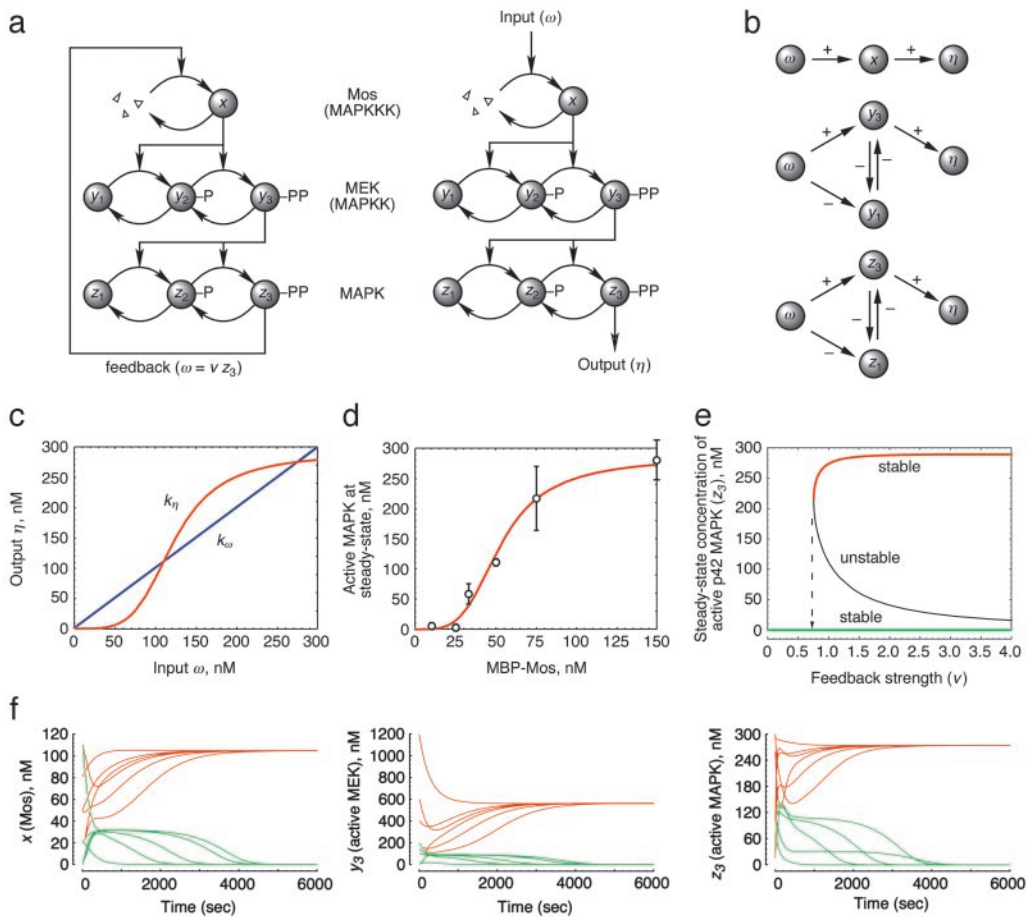 a
Input (ω)
x
Mos
(MAPKKK)
x
y1
y2 –P
y3 –PP
MEK
(MAPKK)
y1
y2 –P
y3 –PP
z1
z2 –P
z3 –PP
MAPK
z1
z2 –P
z3 –PP
feedback (ω = v z3)
Output (η)
b
ω + x + η
y3
+ +
ω – – η
–
y1
z3
+ +
ω – – η
–
z1
c
Output η, nM
300
250
200
150
100
50
0
kη
kω
0 50 100 150 200 250 300
Input ω, nM
d
Active MAPK at
steady-state, nM
300
250
200
150
100
50
0
0 50 100 150
MBP-Mos, nM
e
Steady-state concentration of
active p42 MAPK (z3), nM
300
250
200
150
100
50
0
stable
unstable
stable
0 0.5 1.0 1.5 2.0 2.5 3.0 3.5 4.0
Feedback strength (v)
f
x (Mos), nM
120
100
80
60
40
20
0
0 2000 4000 6000
Time (sec)
y3 (active MEK), nM
1200
1000
800
600
400
200
0
0 2000 4000 6000
Time (sec)
z3 (active MAPK), nM
300
240
180
120
60
0
0 2000 4000 6000
Time (sec)